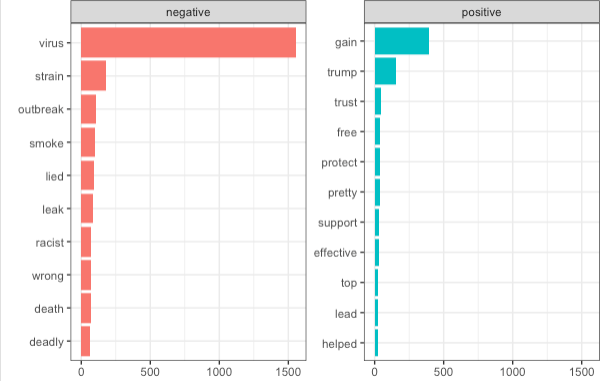 negative
virus
strain
outbreak
smoke
lied
leak
racist
wrong
death
deadly
0 500 1000 1500
positive
gain
trump
trust
free
protect
pretty
support
effective
top
lead
helped
0 500 1000 1500